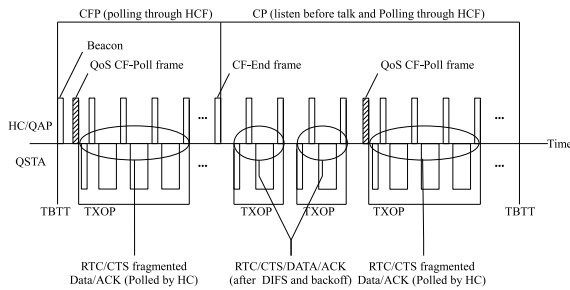 CFP (polling through HCF)
CP (listen before talk and Polling through HCF)
Beacon
QoS CF-Poll frame
CF-End frame
QoS CF-Poll frame
...
...
HC/QAP
Time
QSTA
...
...
TBTT
TXOP
TXOP
TXOP
TXOP
TBTT
RTC/CTS fragmented
Data/ACK (Polled by HC)
RTC/CTS/DATA/ACK
(after DIFS and backoff)
RTC/CTS fragmented
Data/ACK (Polled by HC)